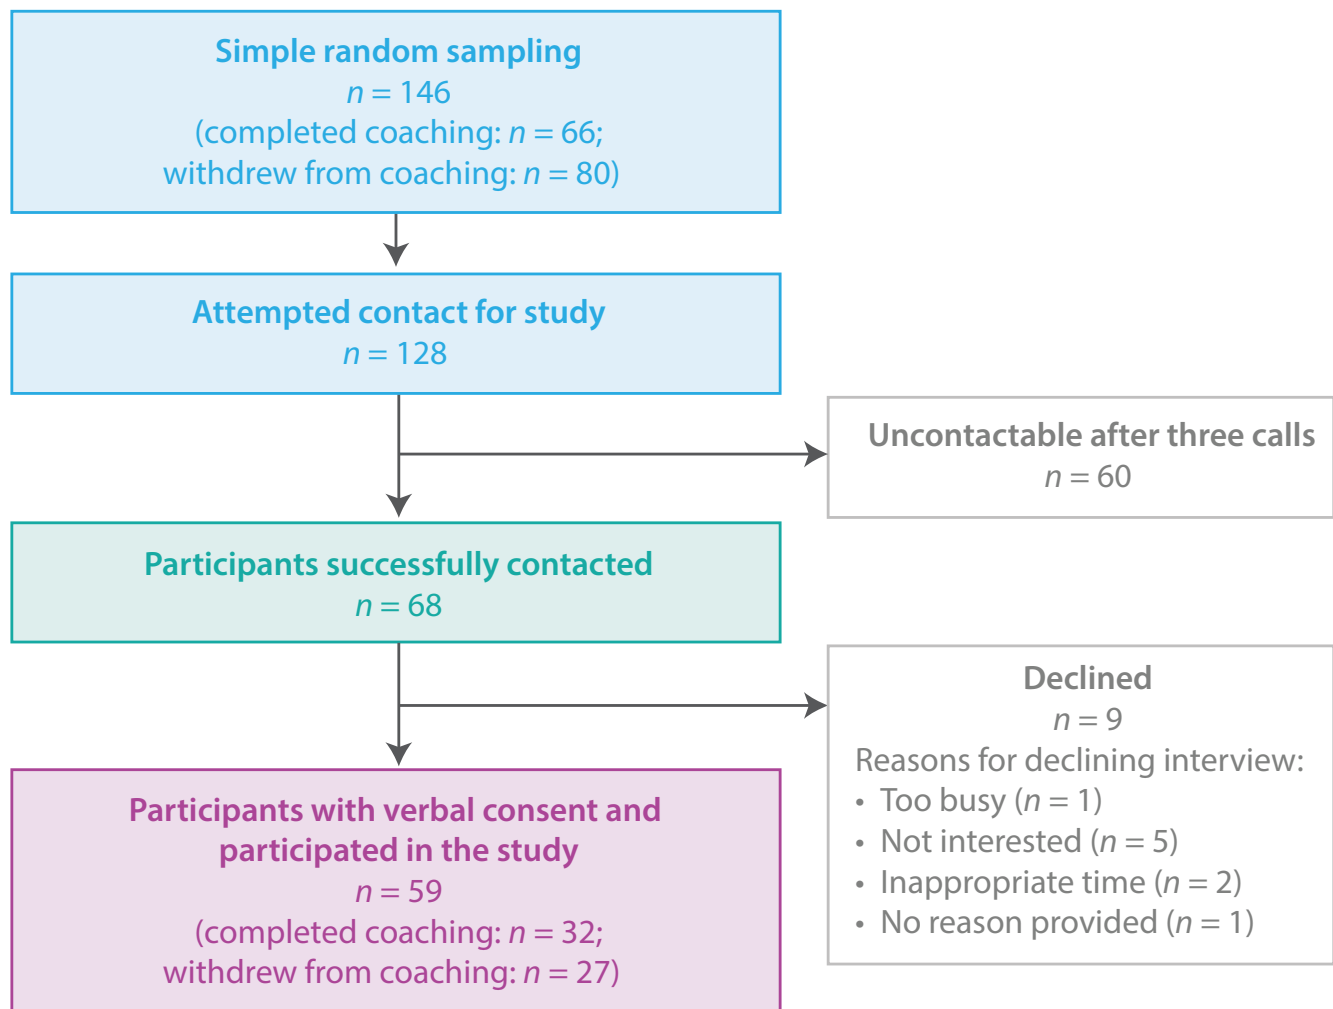 Simple random sampling
n = 146
(completed coaching: n = 66;
withdrew from coaching: n = 80)
Attempted contact for study
n = 128
Uncontactable after three calls
n = 60
Participants successfully contacted
n = 68
Declined
n = 9
Reasons for declining interview:
• Too busy (n = 1)
• Not interested (n = 5)
• Inappropriate time (n = 2)
• No reason provided (n = 1)
Participants with verbal consent and
participated in the study
n = 59
(completed coaching: n = 32;
withdrew from coaching: n = 27)